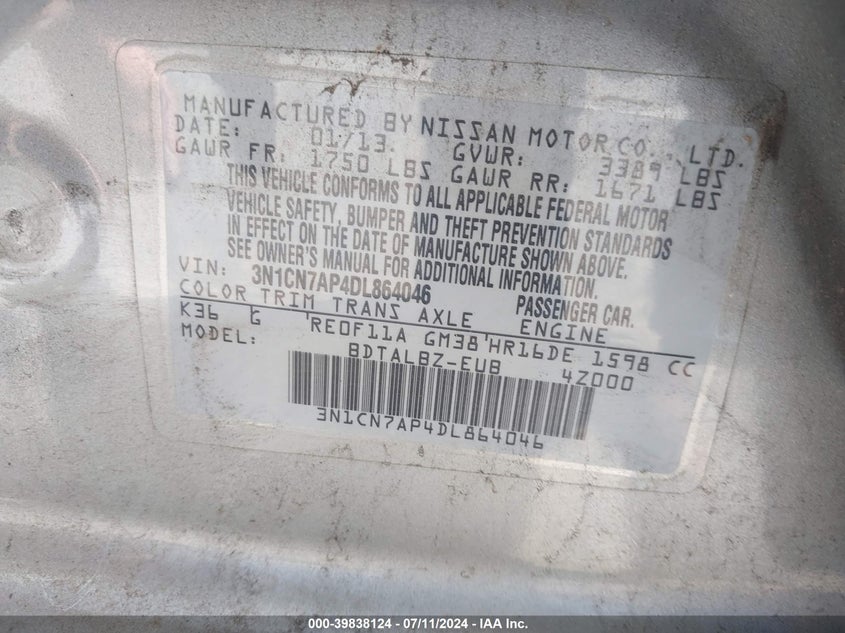 MANUFACTURED BY NISSAN MOTOR CO., LTD.
DATE: 01/13. GVWR: 3389 LBS
GAWR FR: 1750 LBS GAWR RR: 1671 LBS
THIS VEHICLE CONFORMS TO ALL APPLICABLE FEDERAL MOTOR
VEHICLE SAFETY, BUMPER AND THEFT PREVENTION STANDARDS
IN EFFECT ON THE DATE OF MANUFACTURE SHOWN ABOVE.
SEE OWNER'S MANUAL FOR ADDITIONAL INFORMATION.
VIN: 3N1CN7AP4DL864046 PASSENGER CAR.
COLOR TRIM TRANS AXLE ENGINE
K36 G RE0F11A GM38 HR16DE 1598 CC
MODEL: BDTALBZ-EUB 4Z000
3N1CN7AP4DL864046
000-39838124 - 07/11/2024 - IAA Inc.